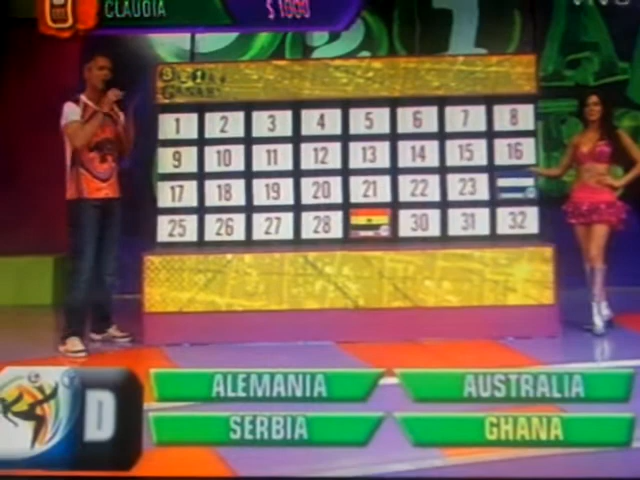 CLAUDIA $1000
1 2 3 4 5 6 7 8
9 10 11 12 13 14 15 16
17 18 19 20 21 22 23
25 26 27 28 30 31 32
D
ALEMANIA AUSTRALIA
SERBIA GHANA